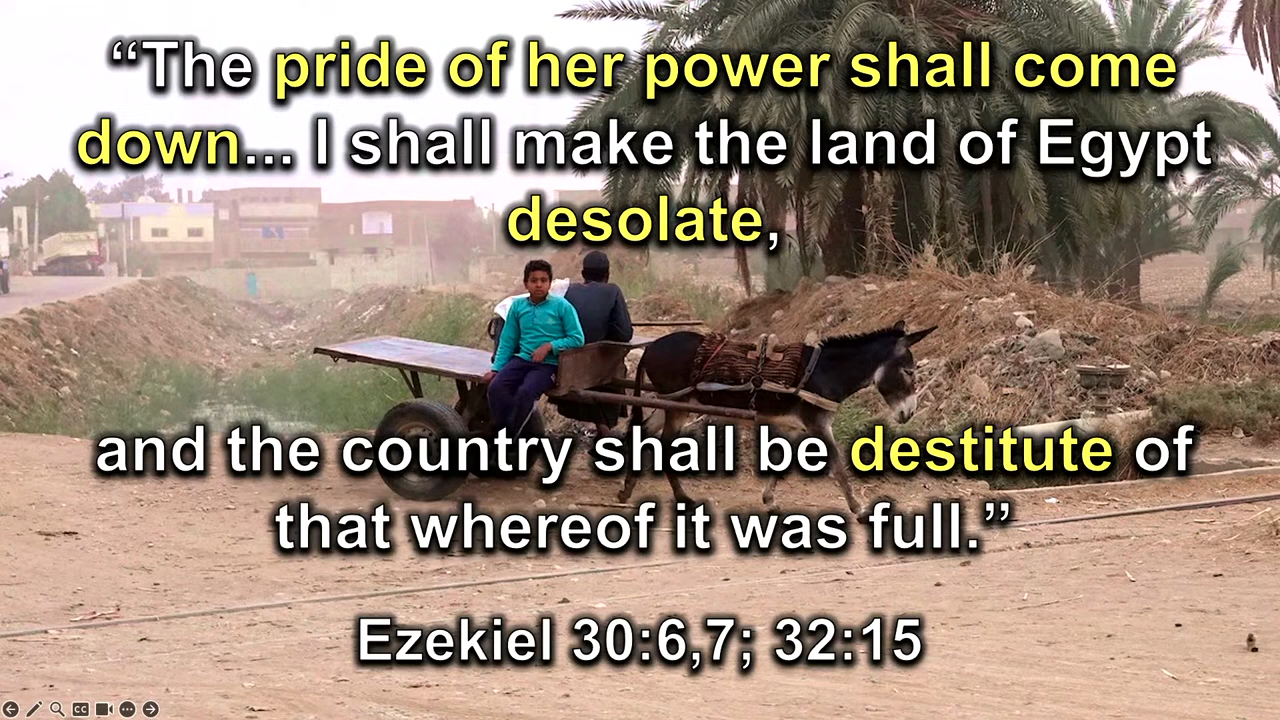 “The pride of her power shall come
down... I shall make the land of Egypt
desolate,
and the country shall be destitute of
that whereof it was full.”
Ezekiel 30:6,7; 32:15
CC